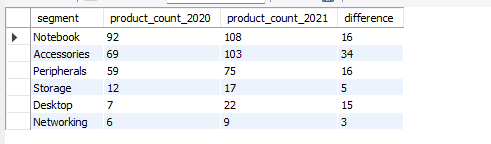 segment product_count_2020 product_count_2021 difference
Notebook 92 108 16
Accessories 69 103 34
Peripherals 59 75 16
Storage 12 17 5
Desktop 7 22 15
Networking 6 9 3